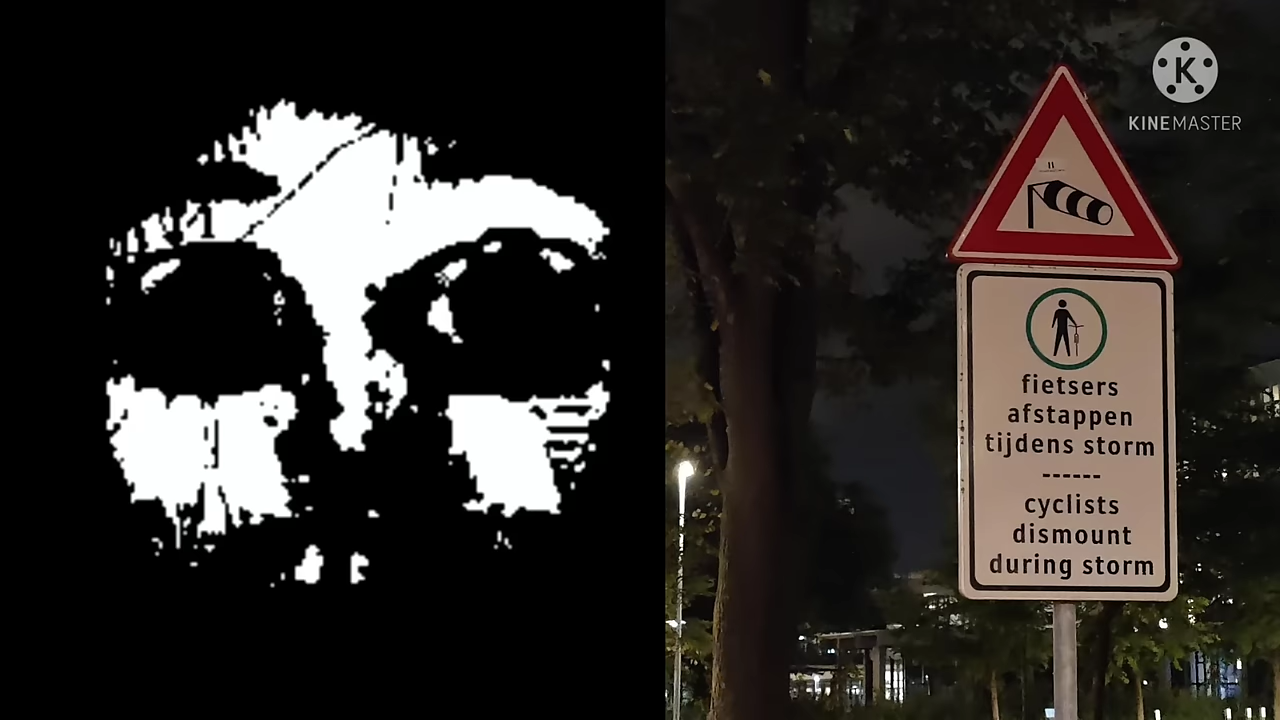 KINEMASTER
fietsers
afstappen
tijdens storm
------
cyclists
dismount
during storm